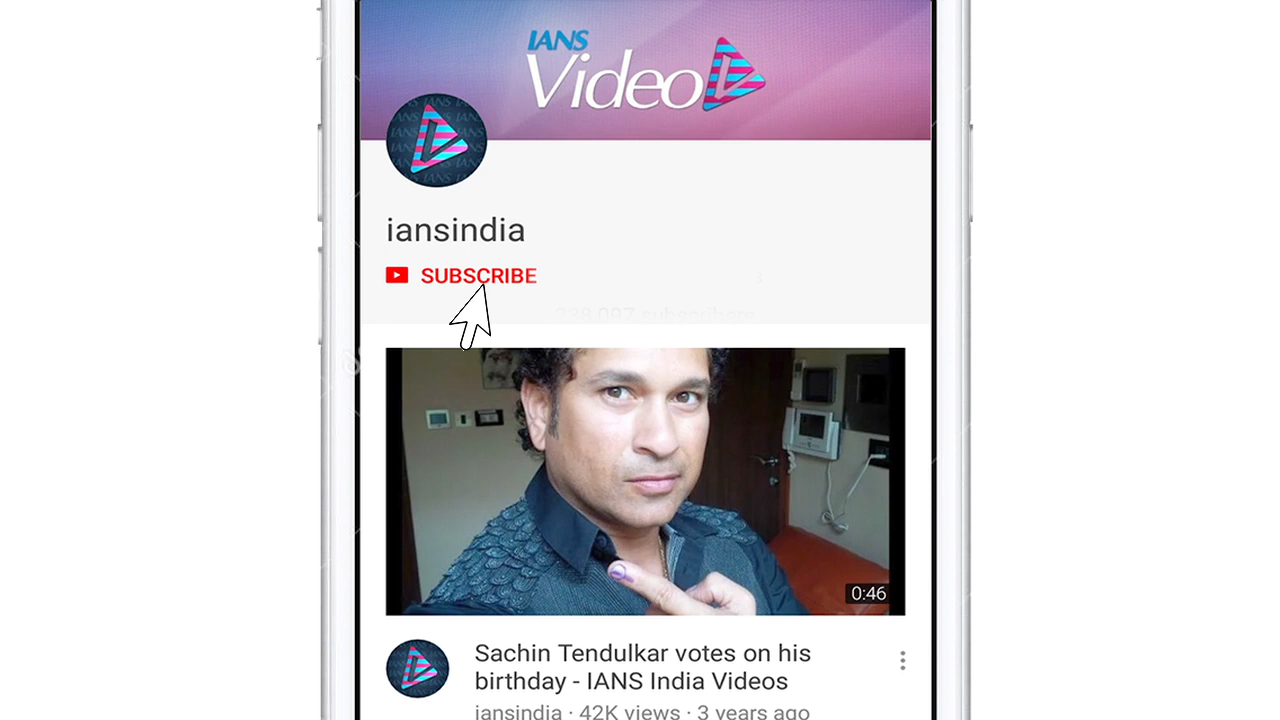 IANS
Video
iansindia
SUBSCRIBE
subscribers
0:46
Sachin Tendulkar votes on his
birthday - IANS India Videos
iansindia · 42K views · 3 years ago